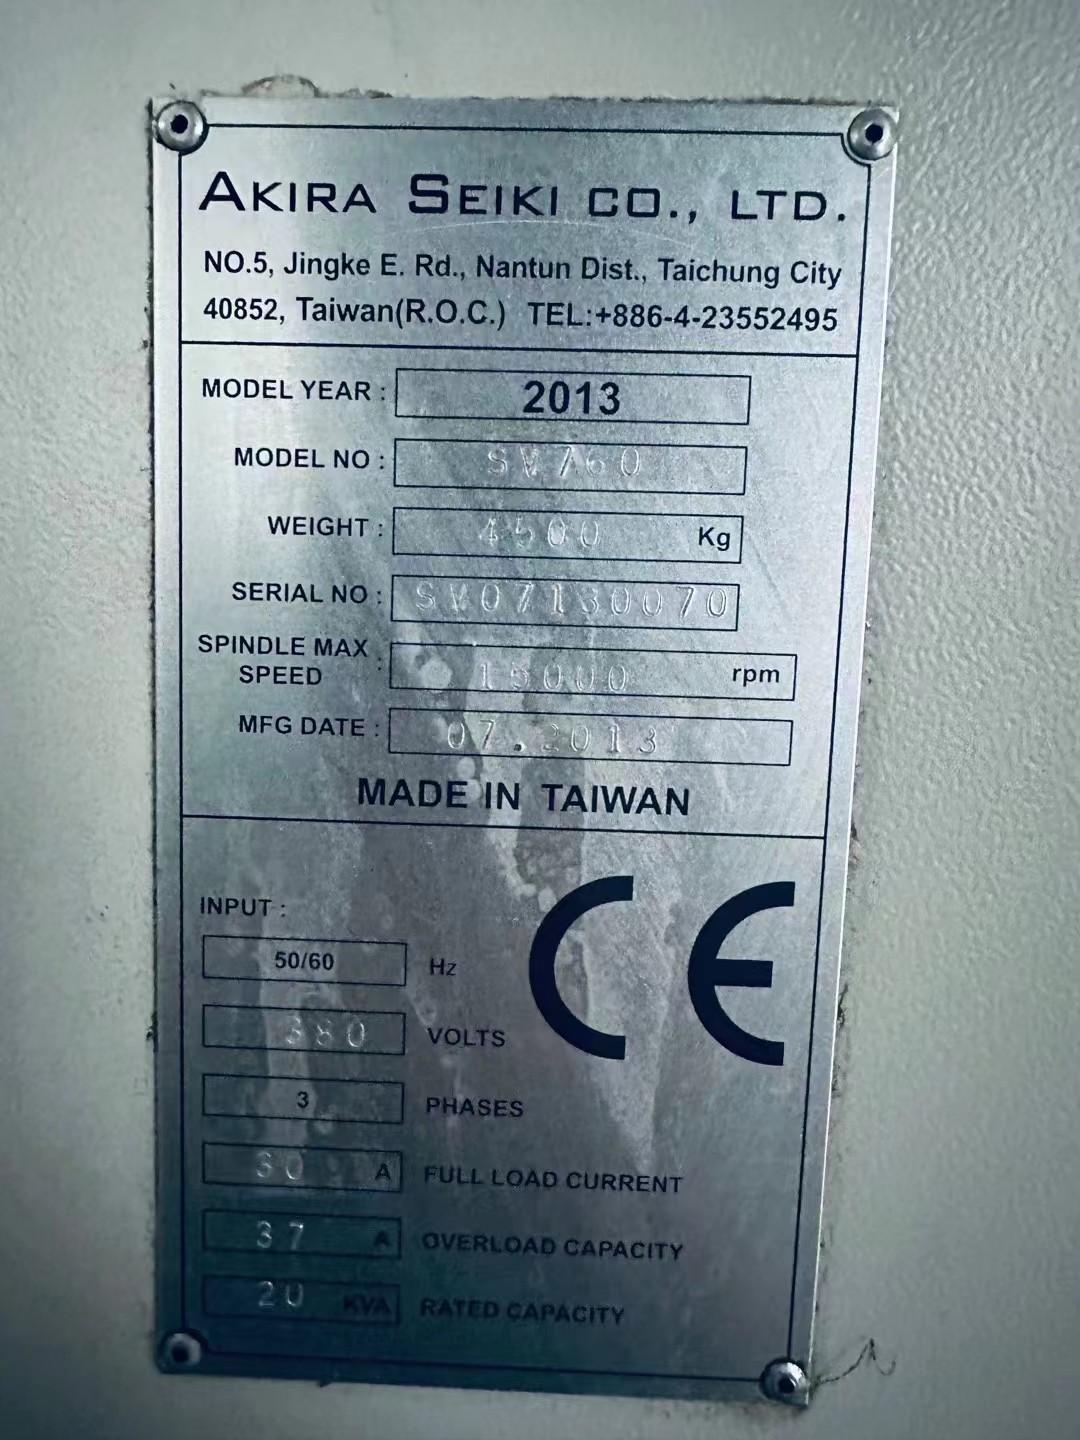 AKIRA SEIKI CO., LTD.
NO.5, Jingke E. Rd., Nantun Dist., Taichung City
40852, Taiwan(R.O.C.) TEL:+886-4-23552495
MODEL YEAR : 2013
MODEL NO : SV760
WEIGHT : 4500 Kg
SERIAL NO : SV07130070
SPINDLE MAX SPEED : 15000 rpm
MFG DATE : 07.2013
MADE IN TAIWAN
INPUT :
50/60 Hz
380 VOLTS
3 PHASES
30 A FULL LOAD CURRENT
37 A OVERLOAD CAPACITY
20 KVA RATED CAPACITY
CE